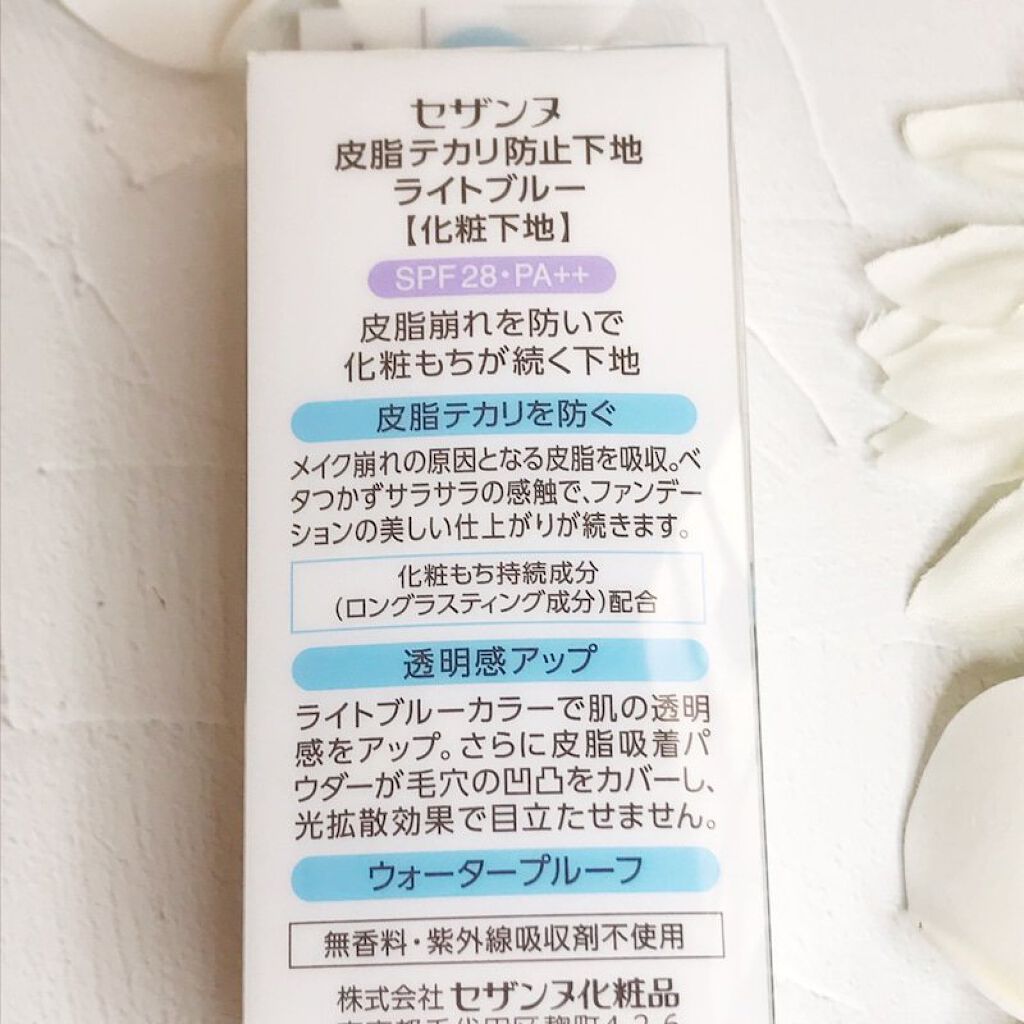 セザンヌ
皮脂テカリ防止下地
ライトブルー
【化粧下地】
SPF28・PA++
皮脂崩れを防いで
化粧もちが続く下地
皮脂テカリを防ぐ
メイク崩れの原因となる皮脂を吸収。ベ
タつかずサラサラの感触で、ファンデー
ションの美しい仕上がりが続きます。
化粧もち持続成分
(ロングラスティング成分)配合
透明感アップ
ライトブルーカラーで肌の透明
感をアップ。さらに皮脂吸着パ
ウダーが毛穴の凹凸をカバーし、
光拡散効果で目立たせません。
ウォータープルーフ
無香料・紫外線吸収剤不使用
株式会社 セザンヌ化粧品